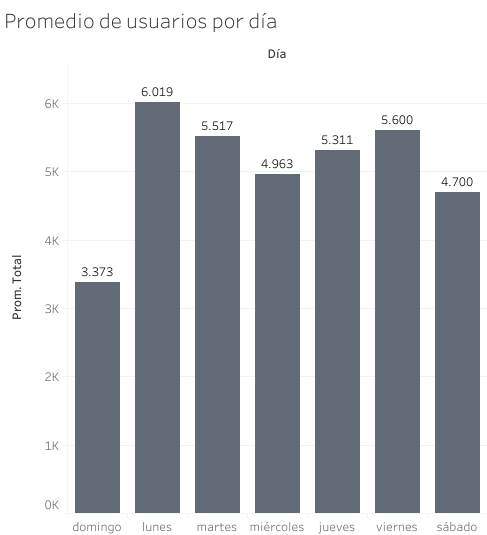 Promedio de usuarios por día
Día
6K
5K
4K
3K
2K
1K
0K
Prom. Total
3.373
6.019
5.517
4.963
5.311
5.600
4.700
domingo
lunes
martes
miércoles
jueves
viernes
sábado